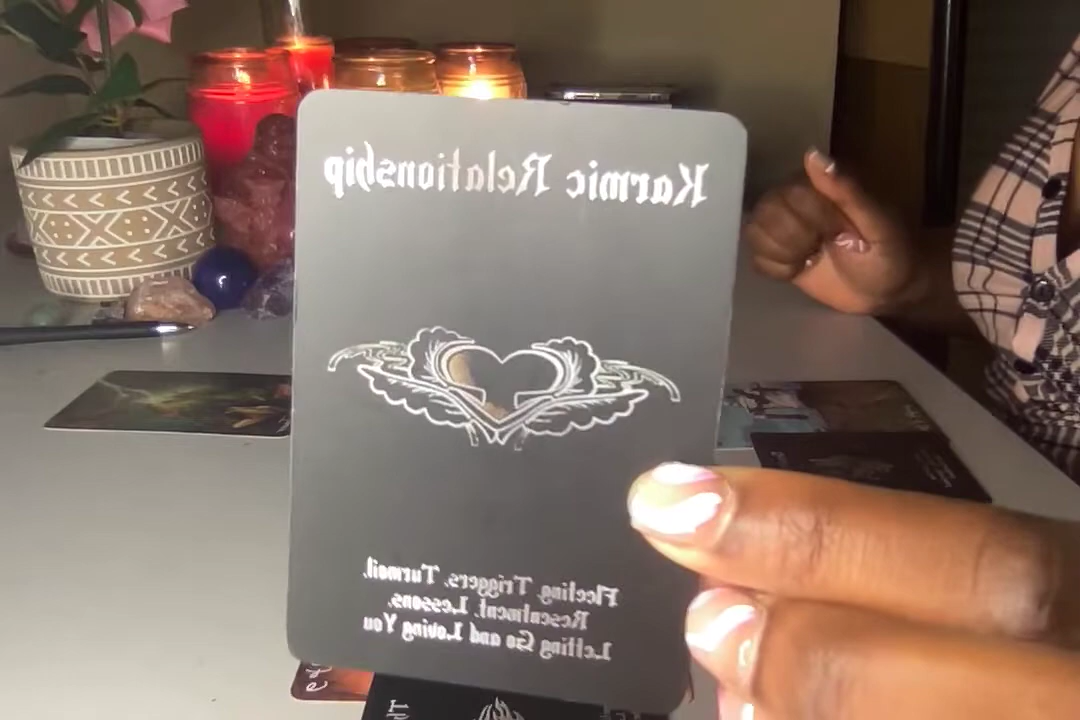 Karmic Relationship
Fleeting, Triggers, Turmoil,
Resentment, Lessons,
Letting Go and Loving You